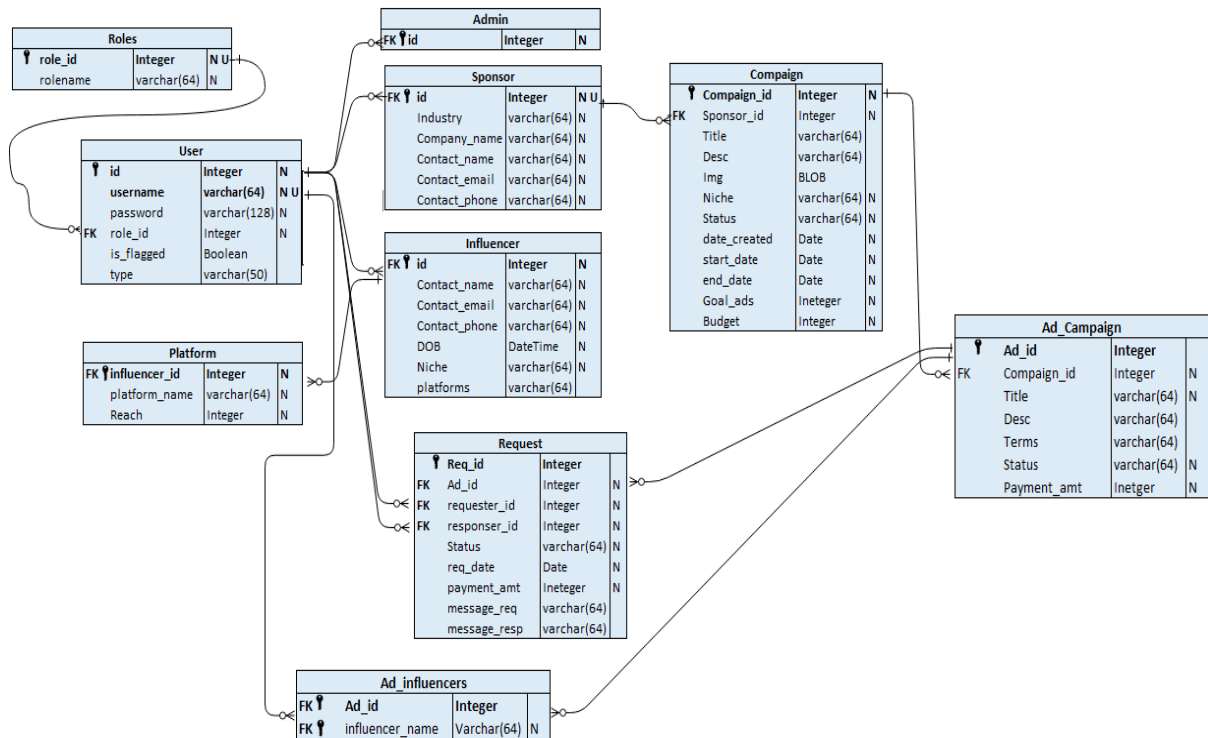 Roles
role_id Integer N U
rolename varchar(64) N
Admin
FK id Integer N
Sponsor
FK id Integer N U
Industry varchar(64) N
Company_name varchar(64) N
Contact_name varchar(64) N
Contact_email varchar(64) N
Contact_phone varchar(64) N
Compaign
Compaign_id Integer N
FK Sponsor_id Integer N
Title varchar(64)
Desc varchar(64)
Img BLOB
Niche varchar(64) N
Status varchar(64) N
date_created Date N
start_date Date N
end_date Date N
Goal_ads Ineteger N
Budget Integer N
User
id Integer N
username varchar(64) N U
password varchar(128) N
FK role_id Integer N
is_flagged Boolean
type varchar(50)
Influencer
FK id Integer N
Contact_name varchar(64) N
Contact_email varchar(64) N
Contact_phone varchar(64) N
DOB DateTime N
Niche varchar(64) N
platforms varchar(64)
Platform
FK influencer_id Integer N
platform_name varchar(64) N
Reach Integer N
Ad_Campaign
Ad_id Integer
FK Compaign_id Integer N
Title varchar(64) N
Desc varchar(64)
Terms varchar(64)
Status varchar(64) N
Payment_amt Inetger N
Request
Req_id Integer
FK Ad_id Integer N
FK requester_id Integer N
FK responser_id Integer N
Status varchar(64) N
req_date Date N
payment_amt Ineteger N
message_req varchar(64)
message_resp varchar(64)
Ad_influencers
FK Ad_id Integer
FK influencer_name Varchar(64) N